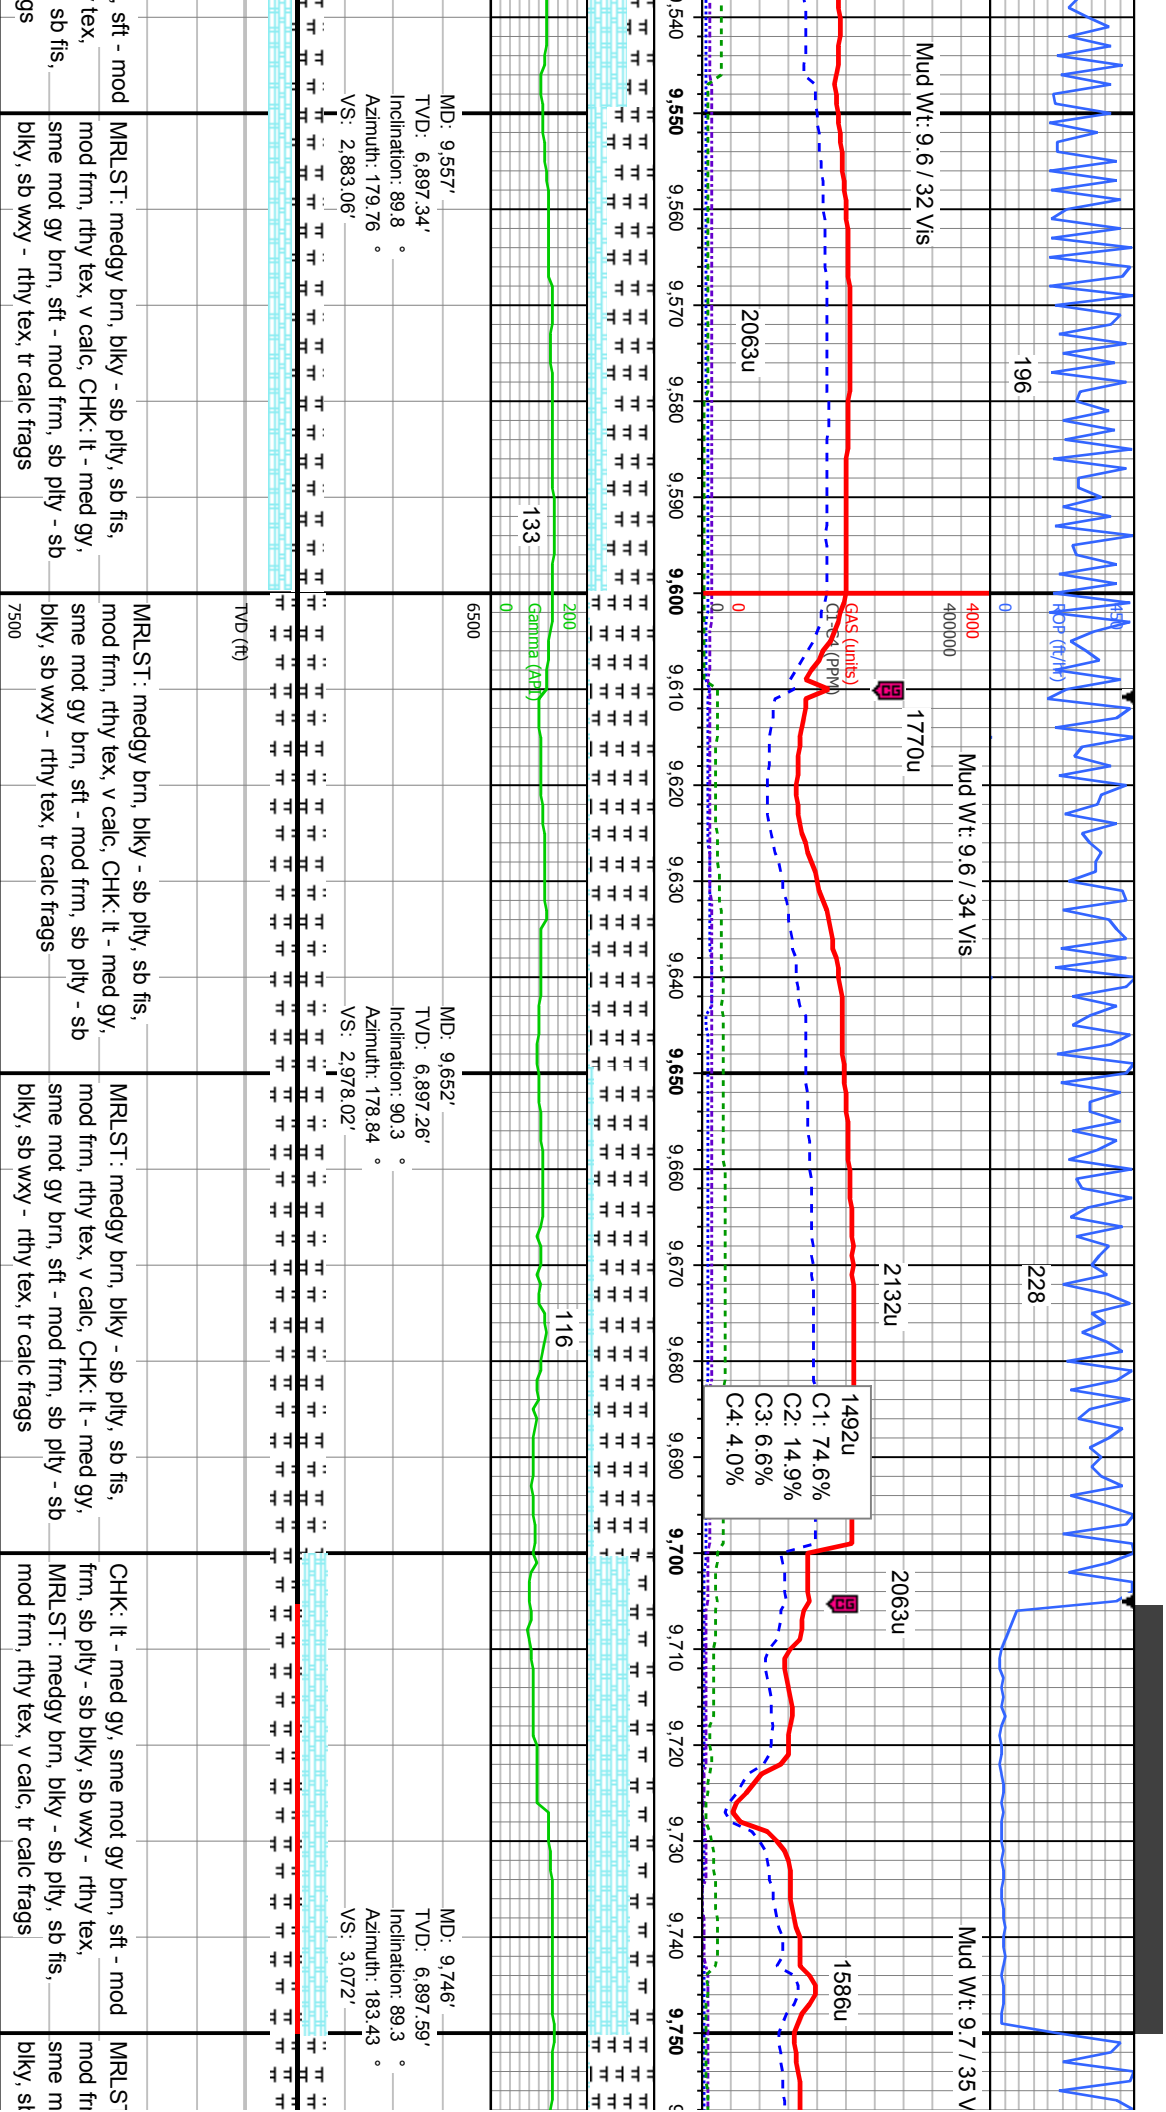 0
ROP (ft/hr)
450
196
228
Mud Wt: 9.6 / 32 Vis
Mud Wt: 9.6 / 34 Vis
Mud Wt: 9.7 / 35 V
4000
400000
GAS (units)
C1-C4 (PPM)
0
0
2063u
CG
1770u
2132u
1492u
C1: 74.6%
C2: 14.9%
C3: 6.6%
C4: 4.0%
CG
2063u
1586u
,540
9,550
9,560
9,570
9,580
9,590
9,600
9,610
9,620
9,630
9,640
9,650
9,660
9,670
9,680
9,690
9,700
9,710
9,720
9,730
9,740
9,750
200
Gamma (API)
0
133
116
6500
TVD (ft)
7500
MD: 9,557'
TVD: 6,897.34'
Inclination: 89.8 °
Azimuth: 179.76 °
VS: 2,883.06'
MD: 9,652'
TVD: 6,897.26'
Inclination: 90.3 °
Azimuth: 178.84 °
VS: 2,978.02'
MD: 9,746'
TVD: 6,897.59'
Inclination: 89.3 °
Azimuth: 183.43 °
VS: 3,072'
, sft - mod
tex,
sb fis,
gs
MRLST: medgy brn, blky - sb plty, sb fis,
mod frm, rthy tex, v calc, CHK: lt - med gy,
sme mot gy brn, sft - mod frm, sb plty - sb
blky, sb wxy - rthy tex, tr calc frags
MRLST: medgy brn, blky - sb plty, sb fis,
mod frm, rthy tex, v calc, CHK: lt - med gy,
sme mot gy brn, sft - mod frm, sb plty - sb
blky, sb wxy - rthy tex, tr calc frags
MRLST: medgy brn, blky - sb plty, sb fis,
mod frm, rthy tex, v calc, CHK: lt - med gy,
sme mot gy brn, sft - mod frm, sb plty - sb
blky, sb wxy - rthy tex, tr calc frags
CHK: lt - med gy, sme mot gy brn, sft - mod
frm, sb plty - sb blky, sb wxy - rthy tex,
MRLST: medgy brn, blky - sb plty, sb fis,
mod frm, rthy tex, v calc, tr calc frags
MRLST
mod fr
sme m
blky, sb